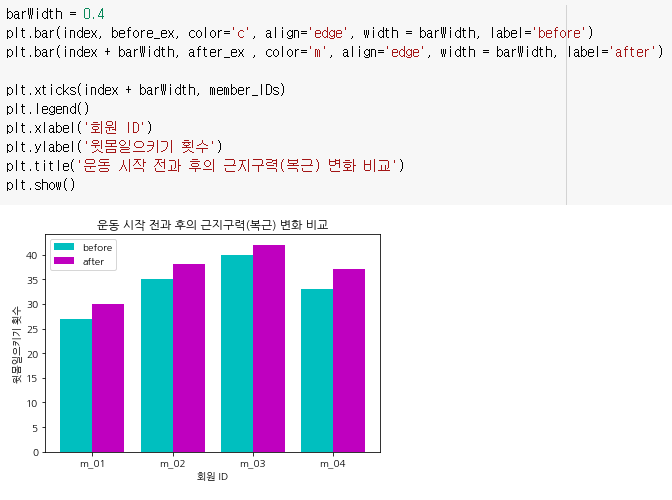 barWidth = 0.4
plt.bar(index, before_ex, color='c', align='edge', width = barWidth, label='before')
plt.bar(index + barWidth, after_ex , color='m', align='edge', width = barWidth, label='after')
plt.xticks(index + barWidth, member_IDs)
plt.legend()
plt.xlabel('회원 ID')
plt.ylabel('윗몸일으키기 횟수')
plt.title('운동 시작 전과 후의 근지구력(복근) 변화 비교')
plt.show()
운동 시작 전과 후의 근지구력(복근) 변화 비교
before
after
40
35
30
25
20
15
10
5
0
윗몸일으키기 횟수
m_01 m_02 m_03 m_04
회원 ID